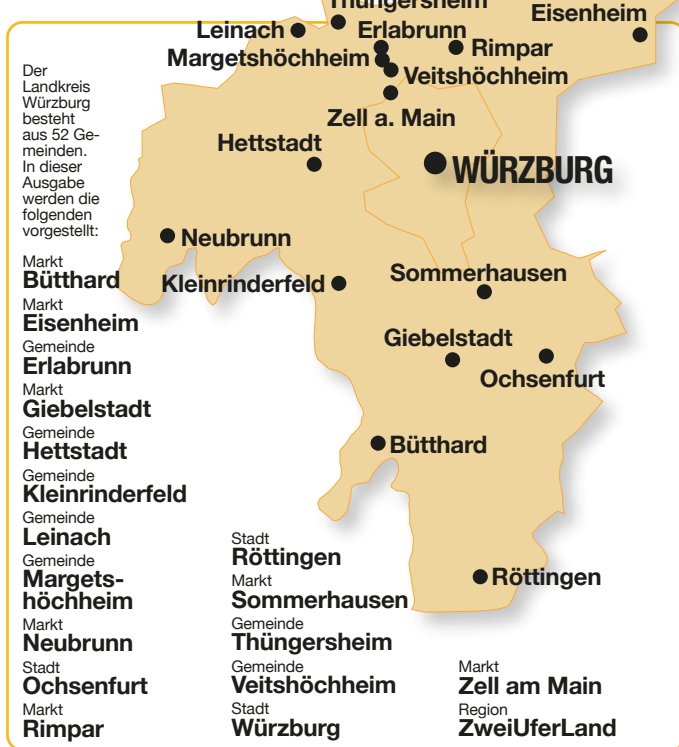 Thüngersheim
Eisenheim
Leinach
Erlabrunn
Rimpar
Margetshöchheim
Veitshöchheim
Zell a. Main
Hettstadt
WÜRZBURG
Neubrunn
Kleinrinderfeld
Sommerhausen
Giebelstadt
Ochsenfurt
Bütthard
Röttingen
Der
Landkreis
Würzburg
besteht
aus 52 Ge-
meinden.
In dieser
Ausgabe
werden die
folgenden
vorgestellt:
Markt
Bütthard
Markt
Eisenheim
Gemeinde
Erlabrunn
Markt
Giebelstadt
Gemeinde
Hettstadt
Gemeinde
Kleinrinderfeld
Gemeinde
Leinach
Gemeinde
Margets-
höchheim
Markt
Neubrunn
Stadt
Ochsenfurt
Markt
Rimpar
Stadt
Röttingen
Markt
Sommerhausen
Gemeinde
Thüngersheim
Gemeinde
Veitshöchheim
Stadt
Würzburg
Markt
Zell am Main
Region
ZweiUferLand